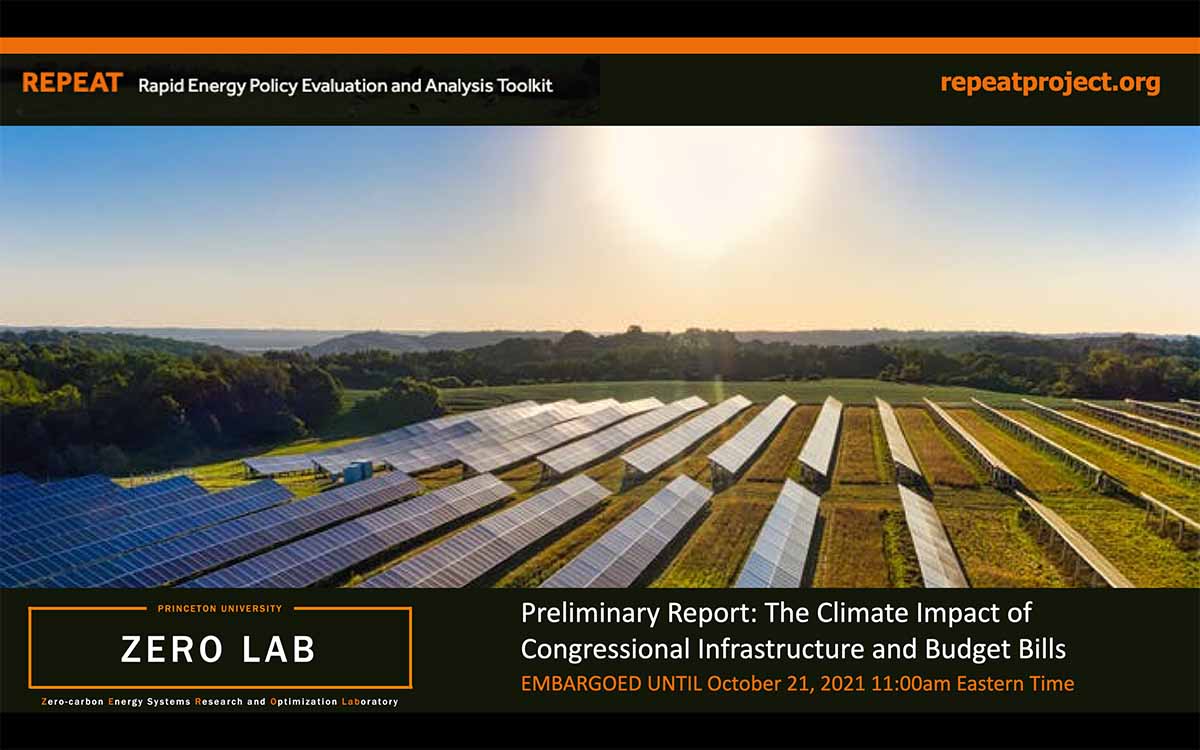 REPEAT Rapid Energy Policy Evaluation and Analysis Toolkit
repeatproject.org
PRINCETON UNIVERSITY
ZERO LAB
Zero-carbon Energy Systems Research and Optimization Laboratory
Preliminary Report: The Climate Impact of
Congressional Infrastructure and Budget Bills
EMBARGOED UNTIL October 21, 2021 11:00am Eastern Time